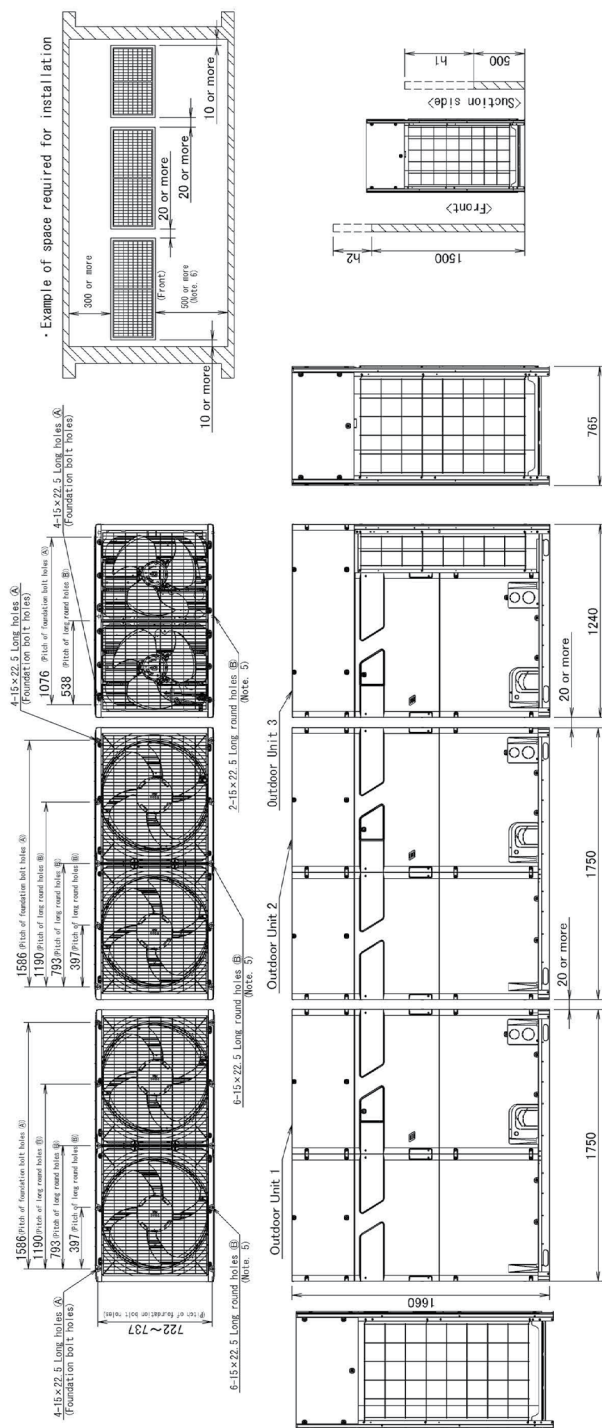 4-15×22.5 Long holes Ⓐ
(Foundation bolt holes)
1586(Pitch of foundation bolt holes Ⓐ)
1190(Pitch of long round holes Ⓑ)
793(Pitch of long round holes Ⓑ)
397(Pitch of long round holes Ⓑ)
722~737
(Pitch of foundation
bolt holes)
6-15×22.5 Long round holes Ⓑ
(Note. 5)
4-15×22.5 Long holes Ⓐ
(Foundation bolt holes)
1586(Pitch of foundation bolt holes Ⓐ)
1190(Pitch of long round holes Ⓑ)
793(Pitch of long round holes Ⓑ)
397(Pitch of long round holes Ⓑ)
6-15×22.5 Long round holes Ⓑ
(Note. 5)
4-15×22.5 Long holes Ⓐ
(Foundation bolt holes)
1076 (Pitch of foundation bolt holes Ⓐ)
538 (Pitch of long round holes Ⓑ)
2-15×22.5 Long round holes Ⓑ
(Note. 5)
・Example of space required for installation
300 or more
(Front)
500 or more
(Note. 6)
10 or more
20 or more
20 or more
10 or more
Outdoor Unit 1
Outdoor Unit 2
Outdoor Unit 3
1660
1750
20 or more
1750
20 or more
1240
765
h2
1500
<Front>
<Suction side>
h1
500